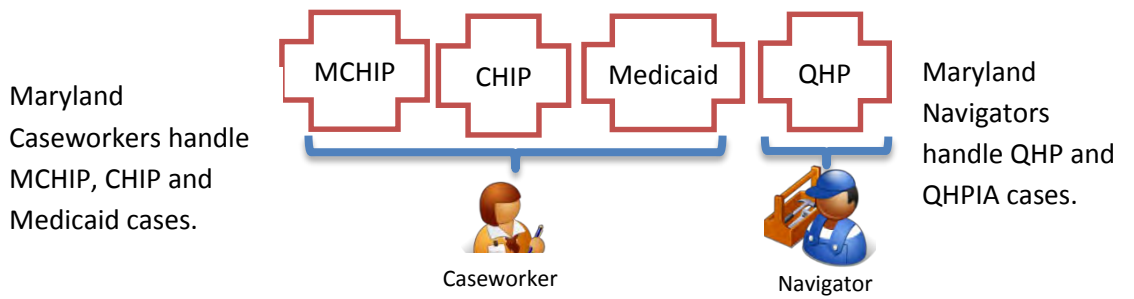 MCHIP
CHIP
Medicaid
QHP
Maryland
Caseworkers handle
MCHIP, CHIP and
Medicaid cases.
Maryland
Navigators
handle QHP and
QHPIA cases.
Caseworker
Navigator